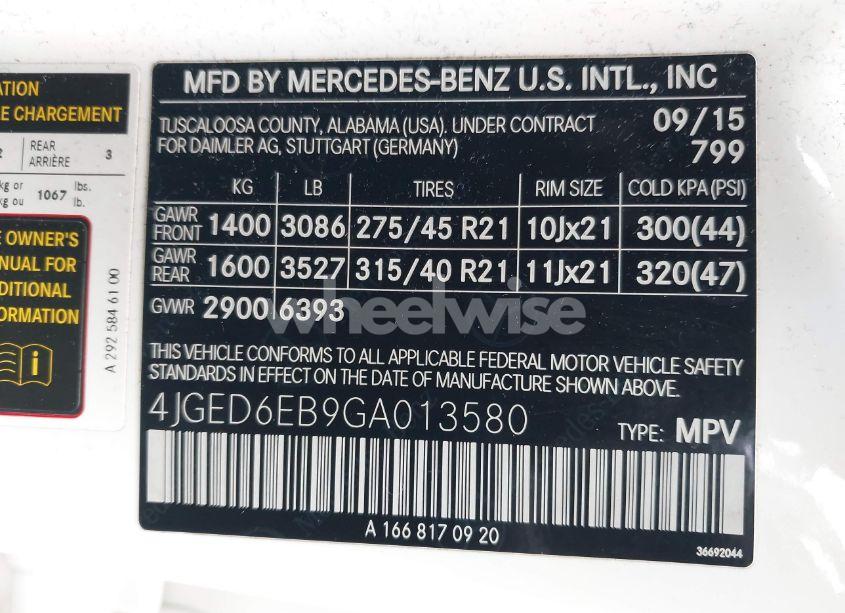 ATION
E CHARGEMENT
2 REAR ARRIÈRE 3
kg or kg ou 1067 lbs. lb.
E OWNER'S
NUAL FOR
DITIONAL
FORMATION
i
A 292 584 61 00
MFD BY MERCEDES-BENZ U.S. INTL., INC
TUSCALOOSA COUNTY, ALABAMA (USA). UNDER CONTRACT 09/15
FOR DAIMLER AG, STUTTGART (GERMANY) 799
KG LB TIRES RIM SIZE COLD KPA (PSI)
GAWR FRONT 1400 3086 275/45 R21 10Jx21 300(44)
GAWR REAR 1600 3527 315/40 R21 11Jx21 320(47)
GVWR 2900 6393
wheelwise
THIS VEHICLE CONFORMS TO ALL APPLICABLE FEDERAL MOTOR VEHICLE SAFETY
STANDARDS IN EFFECT ON THE DATE OF MANUFACTURE SHOWN ABOVE.
4JGED6EB9GA013580 TYPE: MPV
A 166 817 09 20
36692044